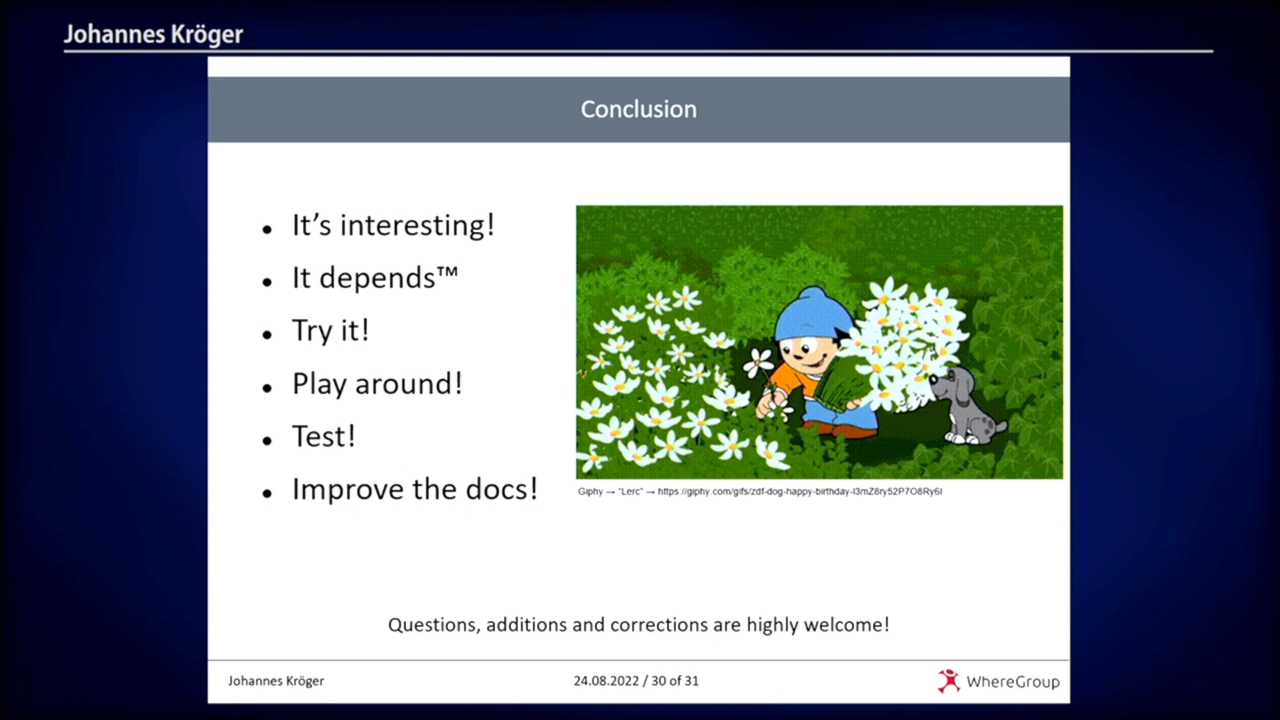 Johannes Kröger
Conclusion
It’s interesting!
It depends™
Try it!
Play around!
Test!
Improve the docs!
Giphy → "Lerc" → https://giphy.com/gifs/zdf-dog-happy-birthday-l3mZ8ry52P7O8Ry6I
Questions, additions and corrections are highly welcome!
Johannes Kröger
24.08.2022 / 30 of 31
WhereGroup